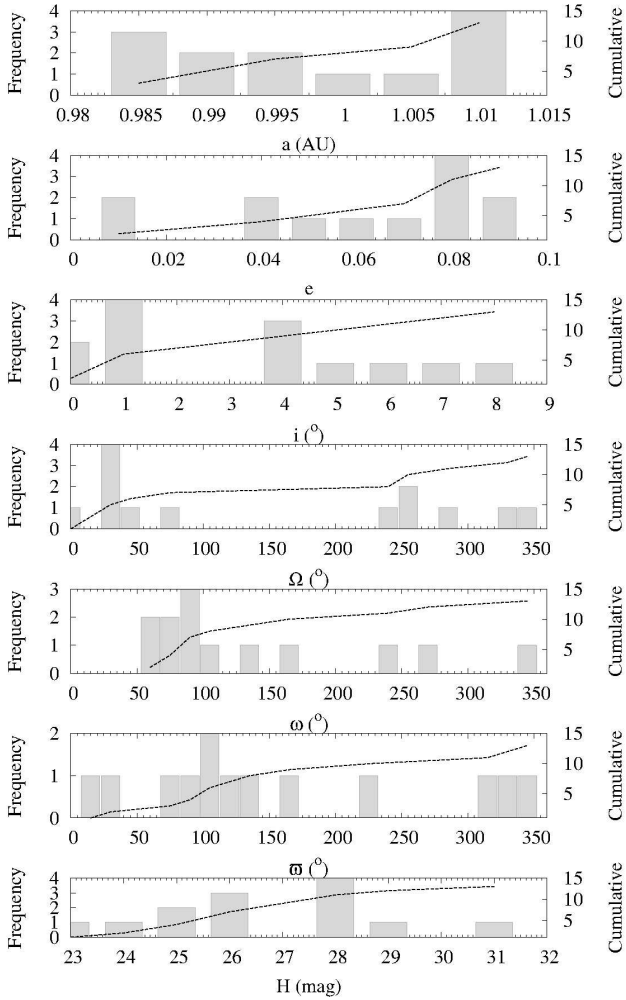 Frequency
4
3
2
1
0
0.98 0.985 0.99 0.995 1 1.005 1.01 1.015
15
10
5
Cumulative
a (AU)
Frequency
4
3
2
1
0
0 0.02 0.04 0.06 0.08 0.1
15
10
5
Cumulative
e
Frequency
4
3
2
1
0
0 1 2 3 4 5 6 7 8 9
15
10
5
Cumulative
i (°)
Frequency
4
3
2
1
0
0 50 100 150 200 250 300 350
15
10
5
Cumulative
Ω (°)
Frequency
3
2
1
0
0 50 100 150 200 250 300 350
15
10
5
Cumulative
ω (°)
Frequency
2
1
0
0 50 100 150 200 250 300 350
15
10
5
Cumulative
ϖ (°)
Frequency
4
3
2
1
0
23 24 25 26 27 28 29 30 31 32
15
10
5
Cumulative
H (mag)